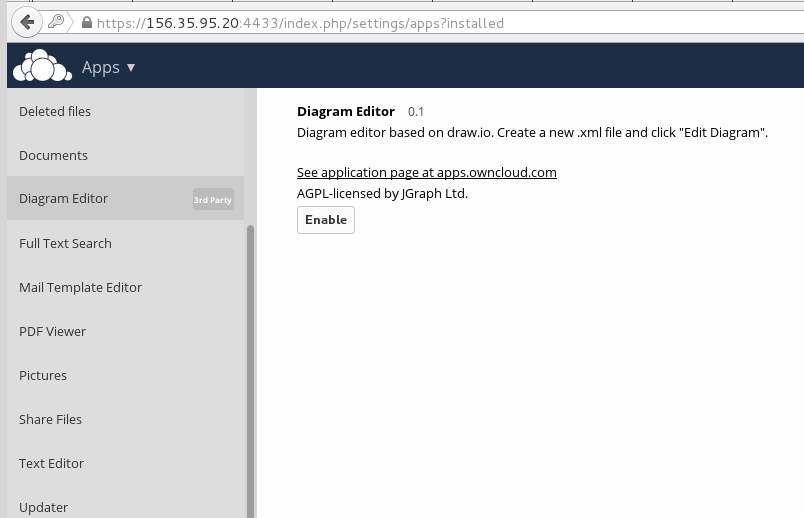 https://156.35.95.20:4433/index.php/settings/apps?installed
Apps ▼
Deleted files
Documents
Diagram Editor 3rd Party
Full Text Search
Mail Template Editor
PDF Viewer
Pictures
Share Files
Text Editor
Updater
Diagram Editor 0.1
Diagram editor based on draw.io. Create a new .xml file and click "Edit Diagram".
See application page at apps.owncloud.com
AGPL-licensed by JGraph Ltd.
Enable